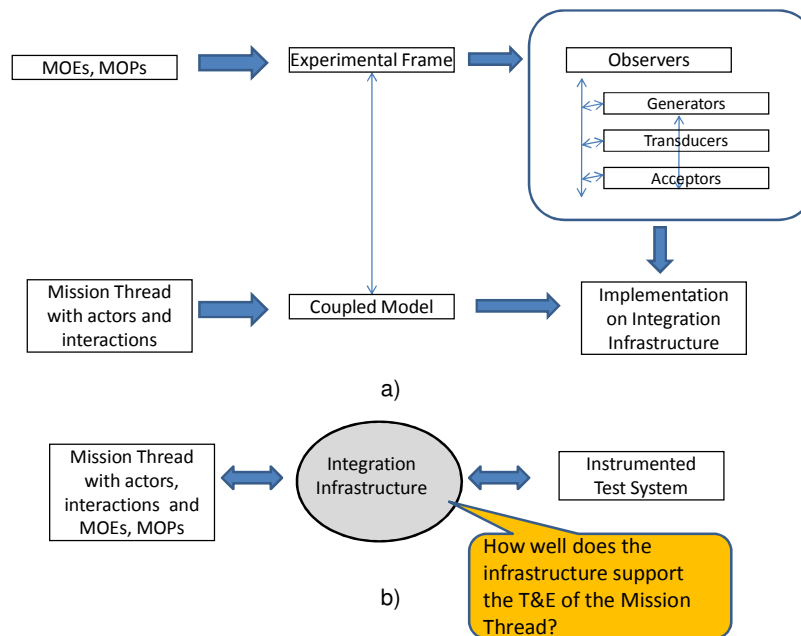 MOEs, MOPs
Experimental Frame
Observers
Generators
Transducers
Acceptors
Mission Thread
with actors and
interactions
Coupled Model
Implementation
on Integration
Infrastructure
a)
Mission Thread
with actors,
interactions and
MOEs, MOPs
Integration
Infrastructure
Instrumented
Test System
How well does the
infrastructure support
the T&E of the Mission
Thread?
b)